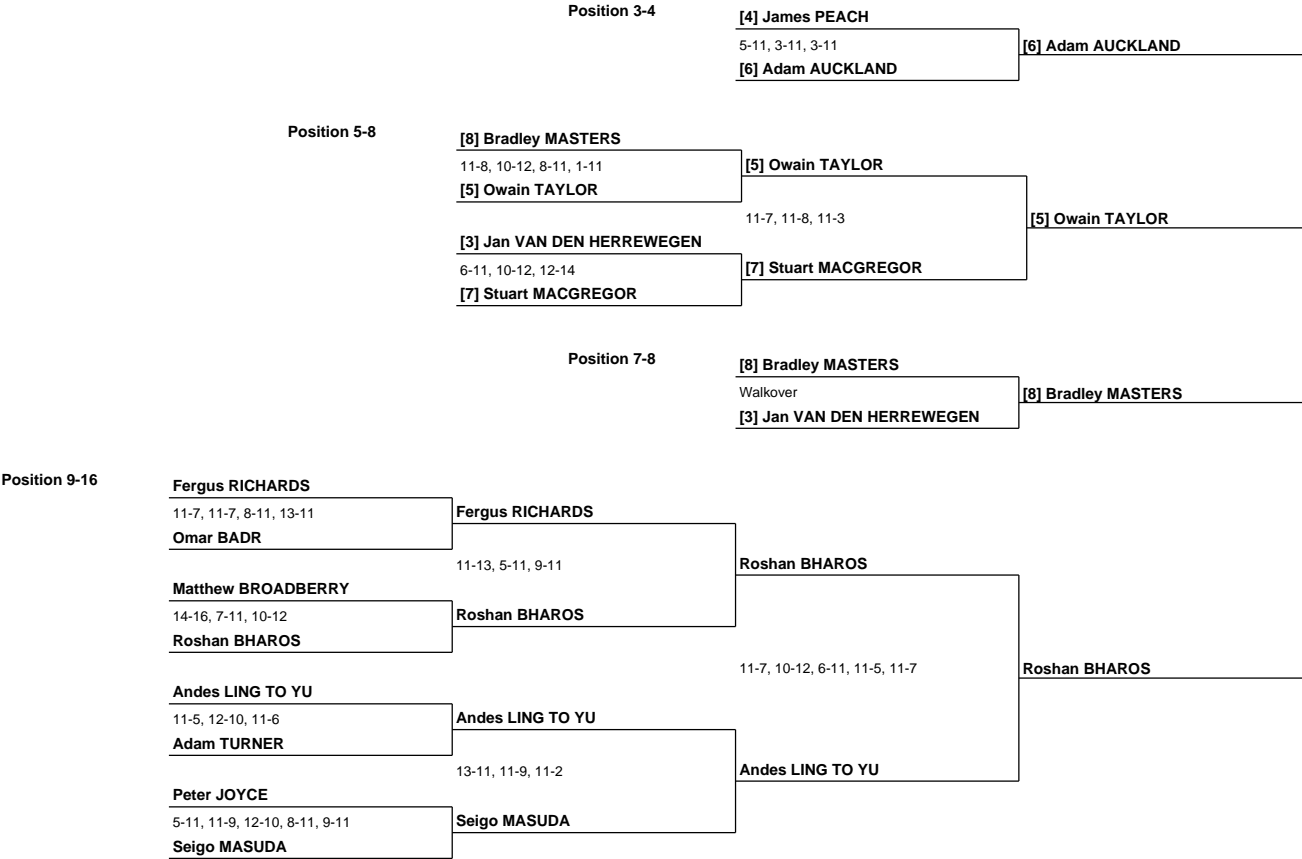 Position 3-4
[4] James PEACH
5-11, 3-11, 3-11
[6] Adam AUCKLAND
[6] Adam AUCKLAND
Position 5-8
[8] Bradley MASTERS
11-8, 10-12, 8-11, 1-11
[5] Owain TAYLOR
[5] Owain TAYLOR
11-7, 11-8, 11-3
[5] Owain TAYLOR
[3] Jan VAN DEN HERREWEGEN
6-11, 10-12, 12-14
[7] Stuart MACGREGOR
[7] Stuart MACGREGOR
Position 7-8
[8] Bradley MASTERS
Walkover
[8] Bradley MASTERS
[3] Jan VAN DEN HERREWEGEN
Position 9-16
Fergus RICHARDS
11-7, 11-7, 8-11, 13-11
Fergus RICHARDS
Omar BADR
11-13, 5-11, 9-11
Roshan BHAROS
Matthew BROADBERRY
14-16, 7-11, 10-12
Roshan BHAROS
Roshan BHAROS
11-7, 10-12, 6-11, 11-5, 11-7
Roshan BHAROS
Andes LING TO YU
11-5, 12-10, 11-6
Andes LING TO YU
Adam TURNER
13-11, 11-9, 11-2
Andes LING TO YU
Peter JOYCE
5-11, 11-9, 12-10, 8-11, 9-11
Seigo MASUDA
Seigo MASUDA